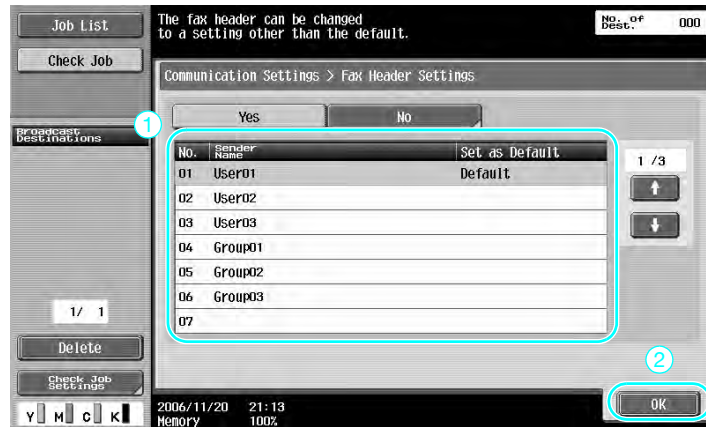 Job List
The fax header can be changed
to a setting other than the default.
No. of
Dest.
000
Check Job
Communication Settings > Fax Header Settings
1
Yes
No
Broadcast
Destinations
No.
Sender
Name
Set as Default
1 /3
01 User01 Default
02 User02
03 User03
04 Group01
05 Group02
06 Group03
07
1/ 1
Delete
2
Check Job
Settings
OK
Y M C K
2006/11/20 21:13
Memory 100%